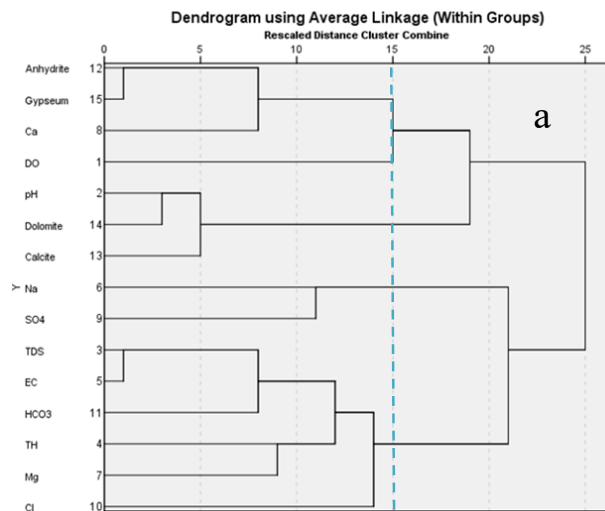 Dendrogram using Average Linkage (Within Groups)
Rescaled Distance Cluster Combine
0 5 10 15 20 25
Anhydrite 12
Gypseum 15
a
Ca 8
DO 1
pH 2
Dolomite 14
Calcite 13
Y
Na 6
SO4 9
TDS 3
EC 5
HCO3 11
TH 4
Mg 7
Cl 10